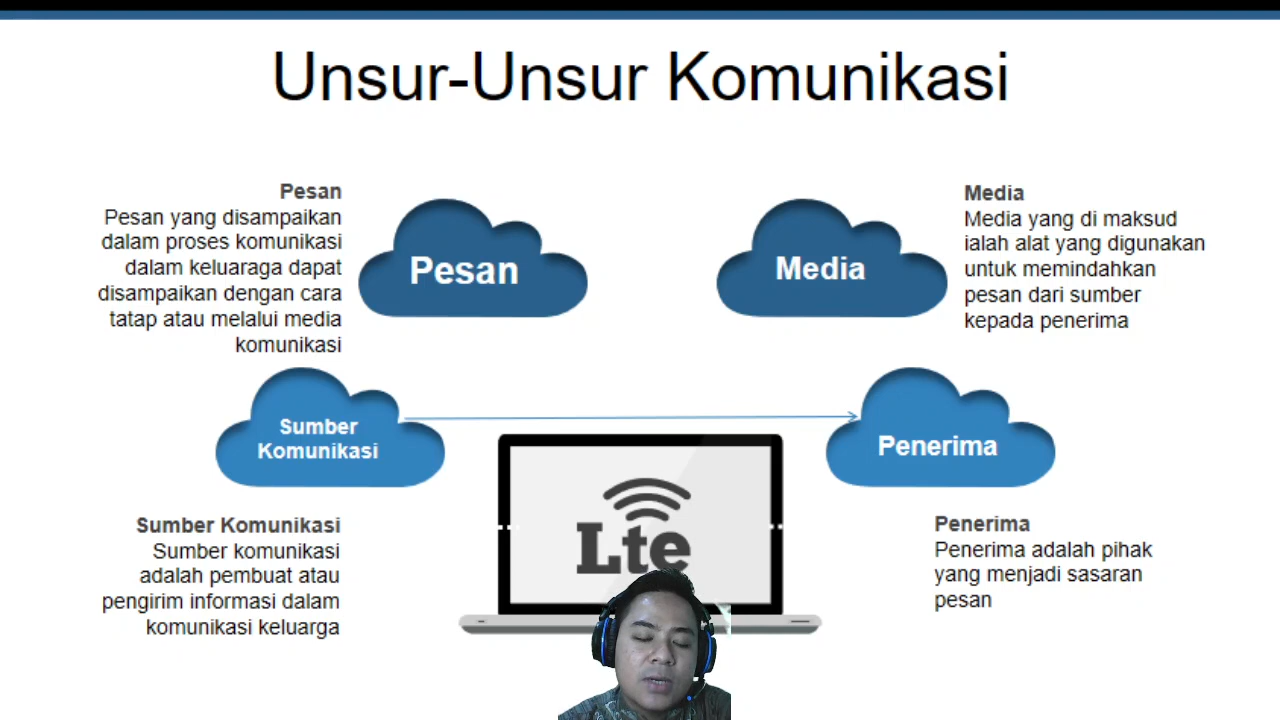 Unsur-Unsur Komunikasi
Pesan
Pesan yang disampaikan
dalam proses komunikasi
dalam keluaraga dapat
disampaikan dengan cara
tatap atau melalui media
komunikasi
Pesan
Media
Media
Media yang di maksud
ialah alat yang digunakan
untuk memindahkan
pesan dari sumber
kepada penerima
Sumber
Komunikasi
Penerima
Lte
Sumber Komunikasi
Sumber komunikasi
adalah pembuat atau
pengirim informasi dalam
komunikasi keluarga
Penerima
Penerima adalah pihak
yang menjadi sasaran
pesan